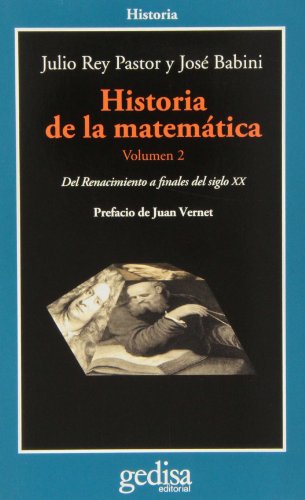 Historia
Julio Rey Pastor y José Babini
Historia
de la matemática
Volumen 2
Del Renacimiento a finales del siglo XX
Prefacio de Juan Vernet
gedisa
editorial